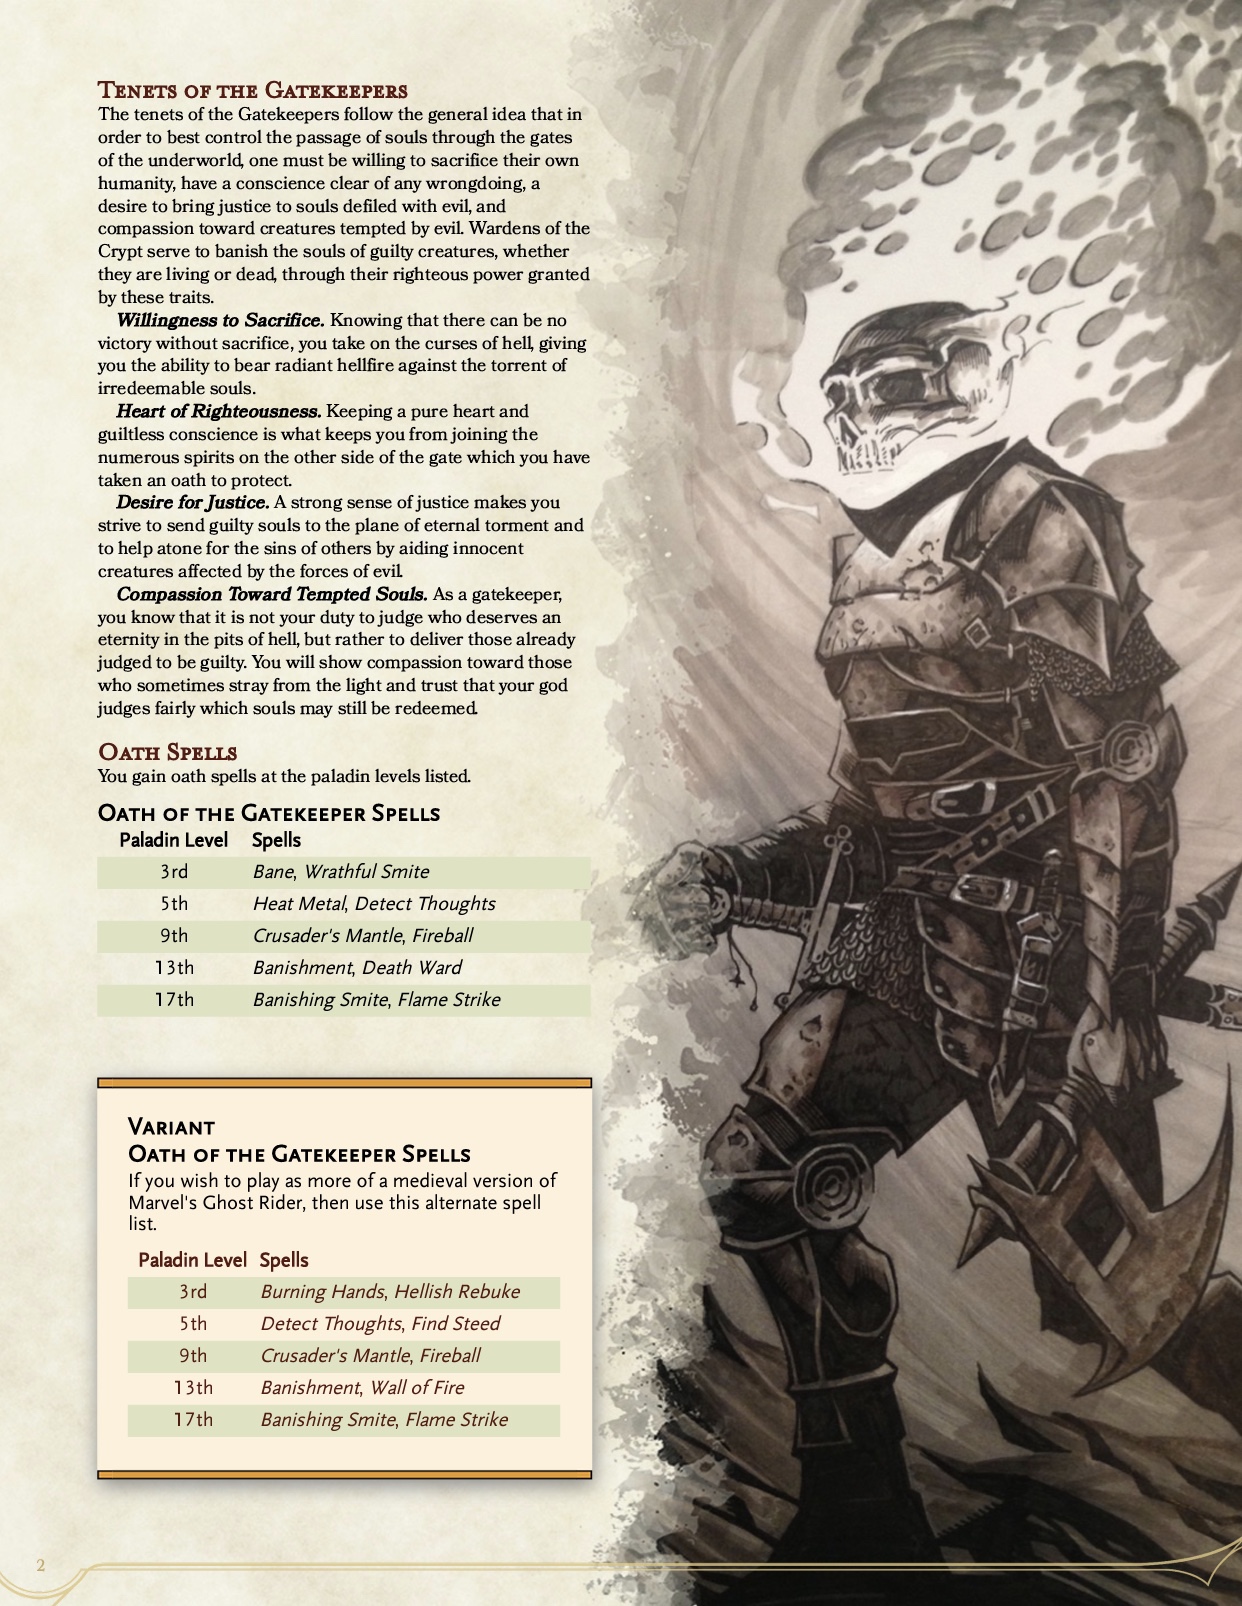 Tenets of the Gatekeepers
The tenets of the Gatekeepers follow the general idea that in
order to best control the passage of souls through the gates
of the underworld, one must be willing to sacrifice their own
humanity, have a conscience clear of any wrongdoing, a
desire to bring justice to souls defiled with evil, and
compassion toward creatures tempted by evil. Wardens of the
Crypt serve to banish the souls of guilty creatures, whether
they are living or dead, through their righteous power granted
by these traits.
Willingness to Sacrifice. Knowing that there can be no
victory without sacrifice, you take on the curses of hell, giving
you the ability to bear radiant hellfire against the torrent of
irredeemable souls.
Heart of Righteousness. Keeping a pure heart and
guiltless conscience is what keeps you from joining the
numerous spirits on the other side of the gate which you have
taken an oath to protect.
Desire for Justice. A strong sense of justice makes you
strive to send guilty souls to the plane of eternal torment and
to help atone for the sins of others by aiding innocent
creatures affected by the forces of evil.
Compassion Toward Tempted Souls. As a gatekeeper,
you know that it is not your duty to judge who deserves an
eternity in the pits of hell, but rather to deliver those already
judged to be guilty. You will show compassion toward those
who sometimes stray from the light and trust that your god
judges fairly which souls may still be redeemed.
Oath Spells
You gain oath spells at the paladin levels listed.
Oath of the Gatekeeper Spells
Paladin Level Spells
3rd Bane, Wrathful Smite
5th Heat Metal, Detect Thoughts
9th Crusader's Mantle, Fireball
13th Banishment, Death Ward
17th Banishing Smite, Flame Strike
Variant
Oath of the Gatekeeper Spells
If you wish to play as more of a medieval version of
Marvel's Ghost Rider, then use this alternate spell
list.
Paladin Level Spells
3rd Burning Hands, Hellish Rebuke
5th Detect Thoughts, Find Steed
9th Crusader's Mantle, Fireball
13th Banishment, Wall of Fire
17th Banishing Smite, Flame Strike
2